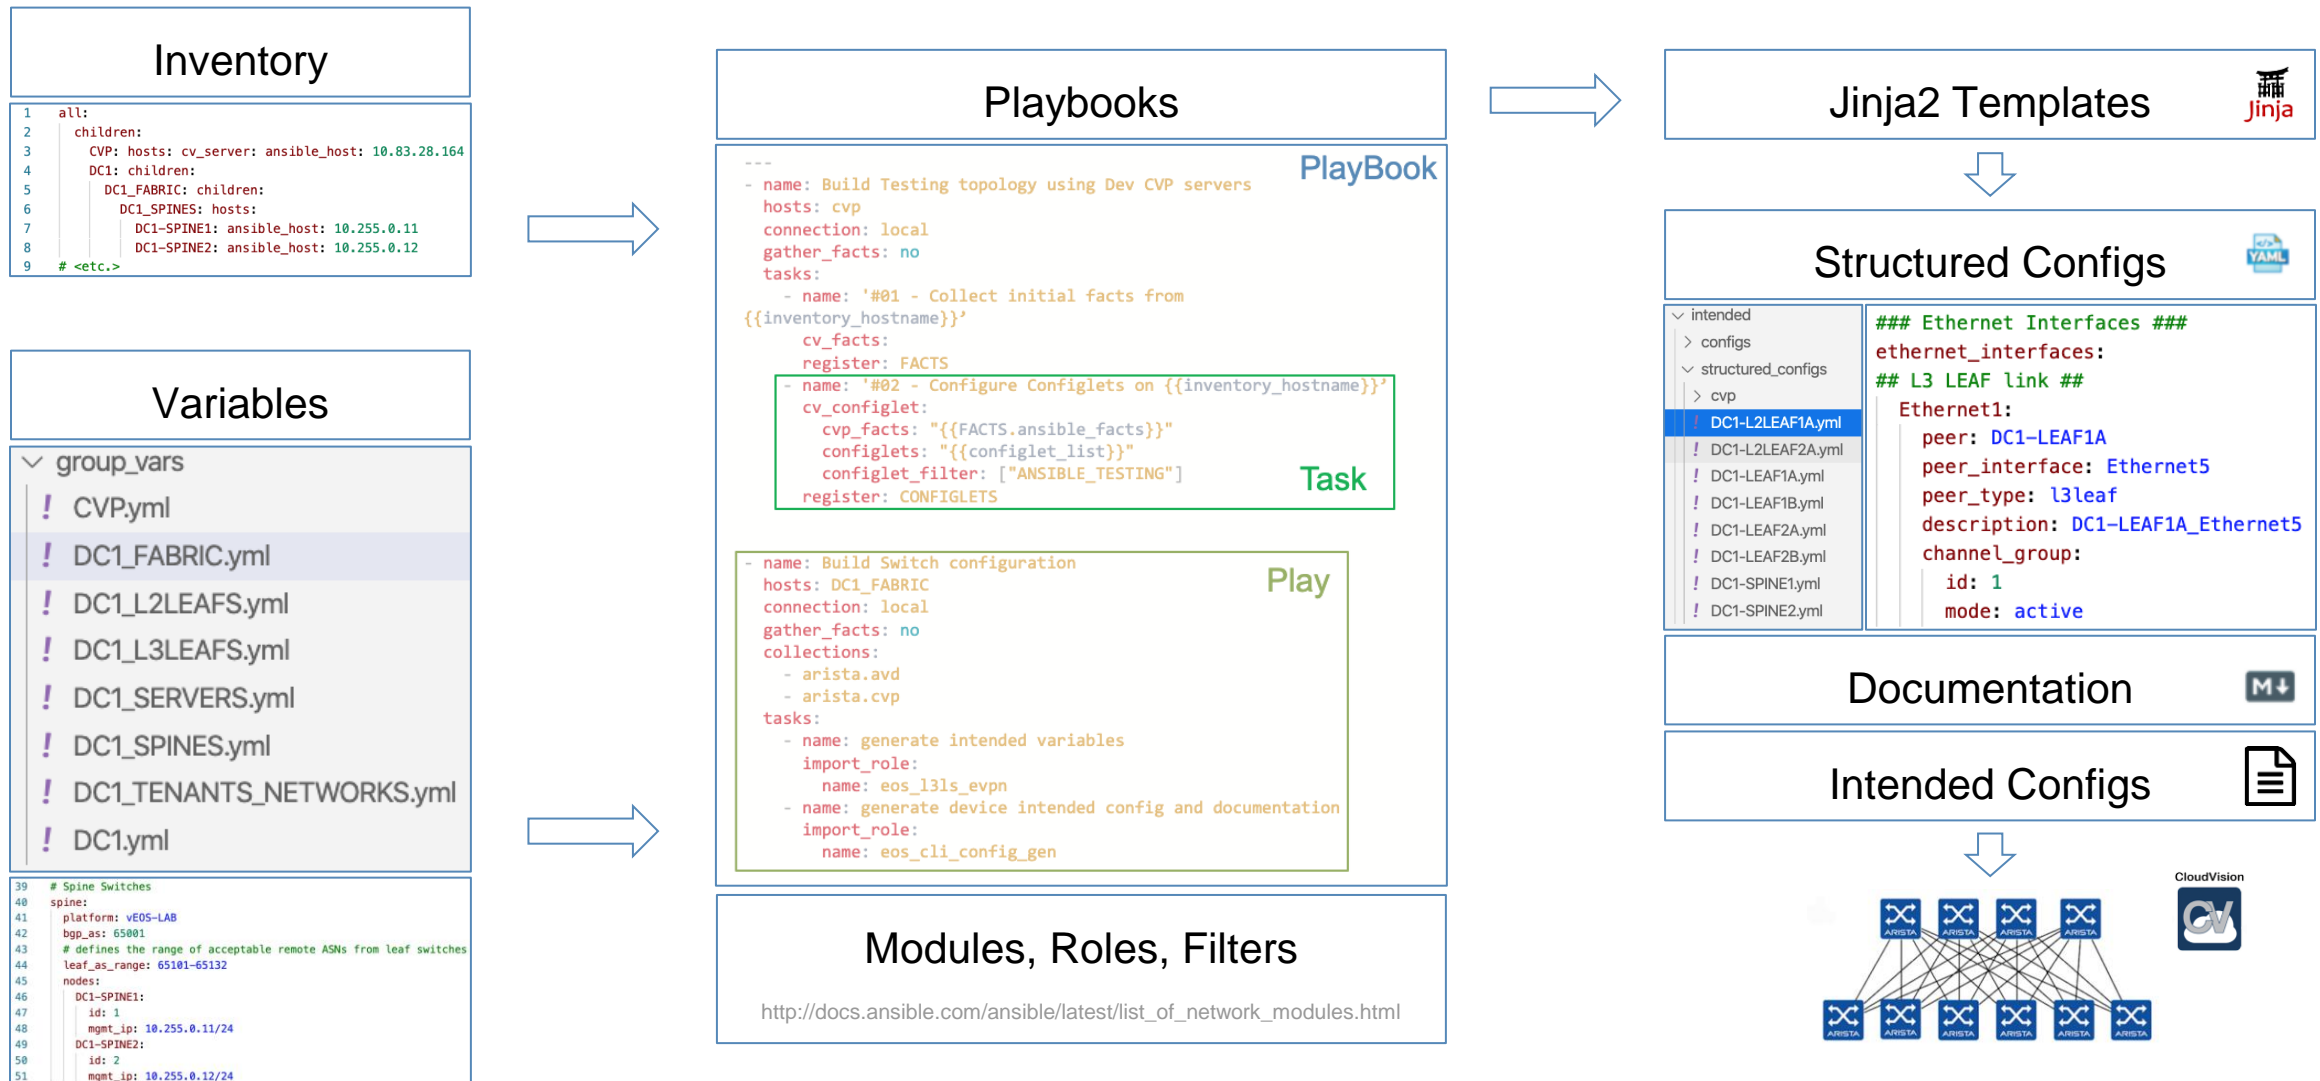 Inventory
1 all:
2 children:
3 CVP: hosts: cv_server: ansible_host: 10.83.28.164
4 DC1: children:
5 DC1_FABRIC: children:
6 DC1_SPINES: hosts:
7 DC1-SPINE1: ansible_host: 10.255.0.11
8 DC1-SPINE2: ansible_host: 10.255.0.12
9 # <etc.>
Variables
group_vars
! CVP.yml
! DC1_FABRIC.yml
! DC1_L2LEAFS.yml
! DC1_L3LEAFS.yml
! DC1_SERVERS.yml
! DC1_SPINES.yml
! DC1_TENANTS_NETWORKS.yml
! DC1.yml
39 # Spine Switches
40 spine:
41 platform: vEOS-LAB
42 bgp_as: 65001
43 # defines the range of acceptable remote ASNs from leaf switches
44 leaf_as_range: 65101-65132
45 nodes:
46 DC1-SPINE1:
47 id: 1
48 mgmt_ip: 10.255.0.11/24
49 DC1-SPINE2:
50 id: 2
51 mgmt_ip: 10.255.0.12/24
Playbooks
PlayBook
---
- name: Build Testing topology using Dev CVP servers
hosts: cvp
connection: local
gather_facts: no
tasks:
- name: '#01 - Collect initial facts from
{{inventory_hostname}}’
cv_facts:
register: FACTS
- name: '#02 - Configure Configlets on {{inventory_hostname}}’
cv_configlet:
cvp_facts: "{{FACTS.ansible_facts}}"
configlets: "{{configlet_list}}"
configlet_filter: ["ANSIBLE_TESTING"]
register: CONFIGLETS
Task
- name: Build Switch configuration
hosts: DC1_FABRIC
connection: local
gather_facts: no
collections:
- arista.avd
- arista.cvp
tasks:
- name: generate intended variables
import_role:
name: eos_l3ls_evpn
- name: generate device intended config and documentation
import_role:
name: eos_cli_config_gen
Play
Modules, Roles, Filters
http://docs.ansible.com/ansible/latest/list_of_network_modules.html
Jinja2 Templates
Jinja
Structured Configs
</>
YAML
intended
configs
structured_configs
cvp
! DC1-L2LEAF1A.yml
! DC1-L2LEAF2A.yml
! DC1-LEAF1A.yml
! DC1-LEAF1B.yml
! DC1-LEAF2A.yml
! DC1-LEAF2B.yml
! DC1-SPINE1.yml
! DC1-SPINE2.yml
### Ethernet Interfaces ###
ethernet_interfaces:
## L3 LEAF link ##
Ethernet1:
peer: DC1-LEAF1A
peer_interface: Ethernet5
peer_type: l3leaf
description: DC1-LEAF1A_Ethernet5
channel_group:
id: 1
mode: active
Documentation
M
Intended Configs
CloudVision
CV
ARISTA ARISTA ARISTA ARISTA
ARISTA ARISTA ARISTA ARISTA ARISTA ARISTA